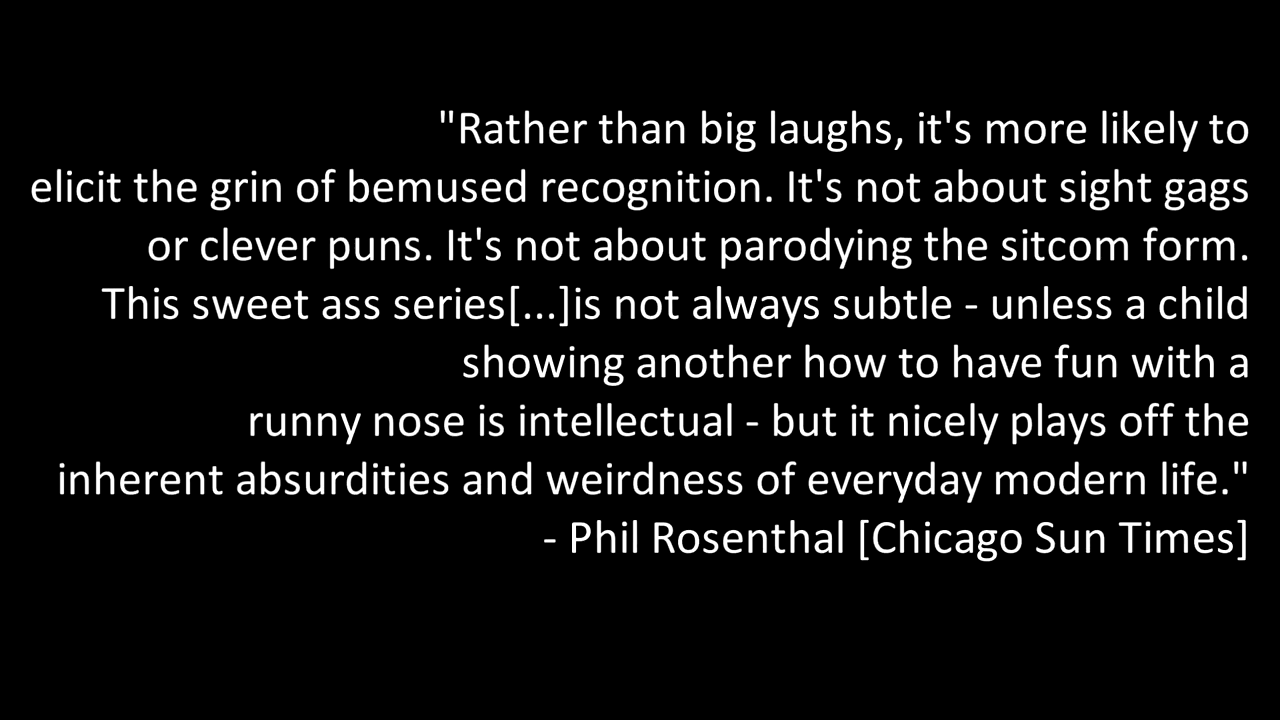 "Rather than big laughs, it's more likely to
elicit the grin of bemused recognition. It's not about sight gags
or clever puns. It's not about parodying the sitcom form.
This sweet ass series[...]is not always subtle - unless a child
showing another how to have fun with a
runny nose is intellectual - but it nicely plays off the
inherent absurdities and weirdness of everyday modern life."
- Phil Rosenthal [Chicago Sun Times]